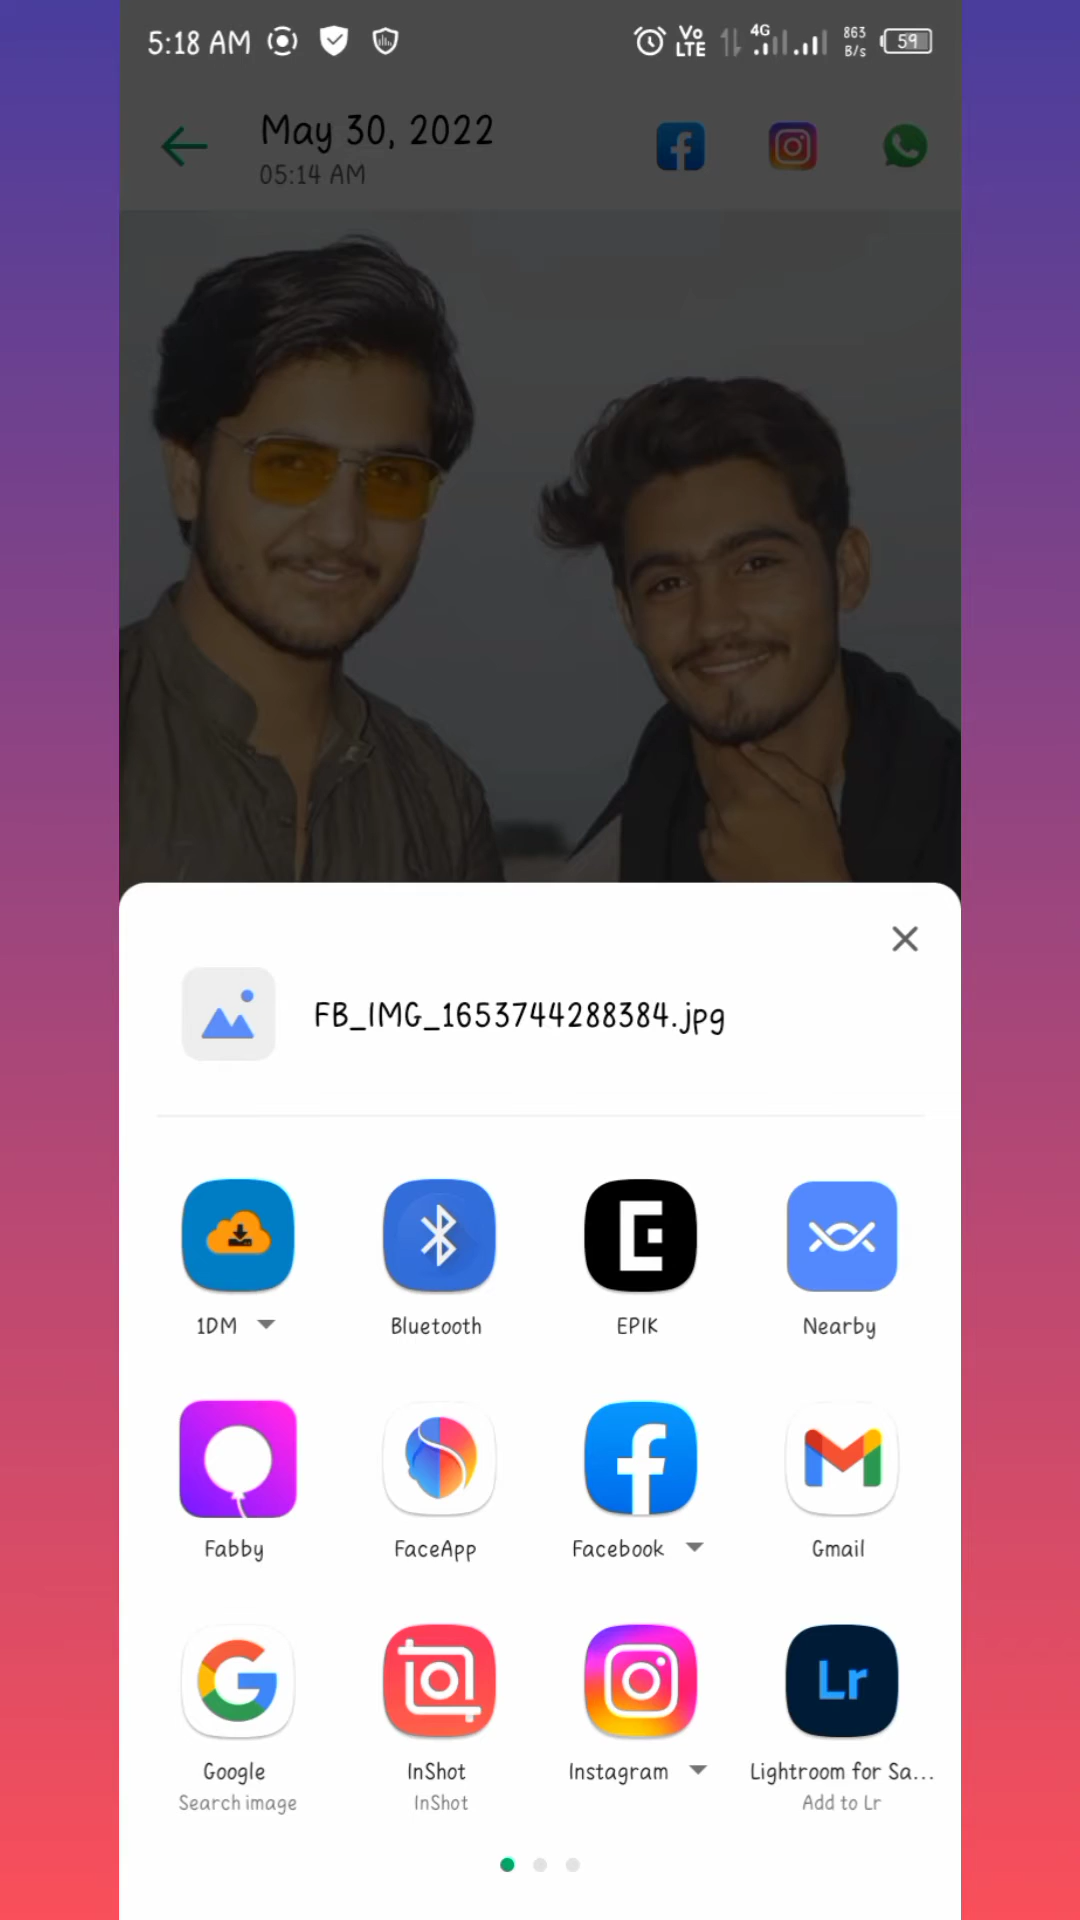 5:18 AM
Vo LTE
4G
863 B/s
59
May 30, 2022
05:14 AM
FB_IMG_1653744288384.jpg
1DM
Bluetooth
EPIK
Nearby
Fabby
FaceApp
Facebook
Gmail
Lr
Google
InShot
Instagram
Lightroom for Sa...
Search image
InShot
Add to Lr